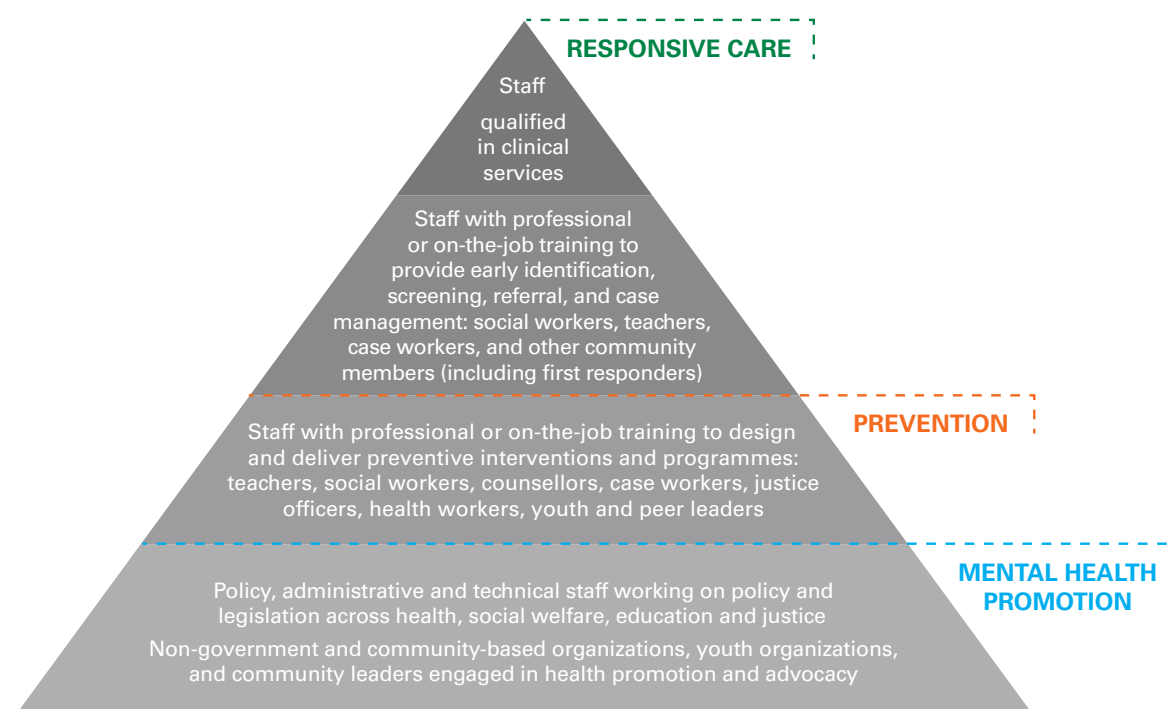 RESPONSIVE CARE
Staff
qualified
in clinical
services
Staff with professional
or on-the-job training to
provide early identification,
screening, referral, and case
management: social workers, teachers,
case workers, and other community
members (including first responders)
PREVENTION
Staff with professional or on-the-job training to design
and deliver preventive interventions and programmes:
teachers, social workers, counsellors, case workers, justice
officers, health workers, youth and peer leaders
MENTAL HEALTH
PROMOTION
Policy, administrative and technical staff working on policy and
legislation across health, social welfare, education and justice
Non-government and community-based organizations, youth organizations,
and community leaders engaged in health promotion and advocacy